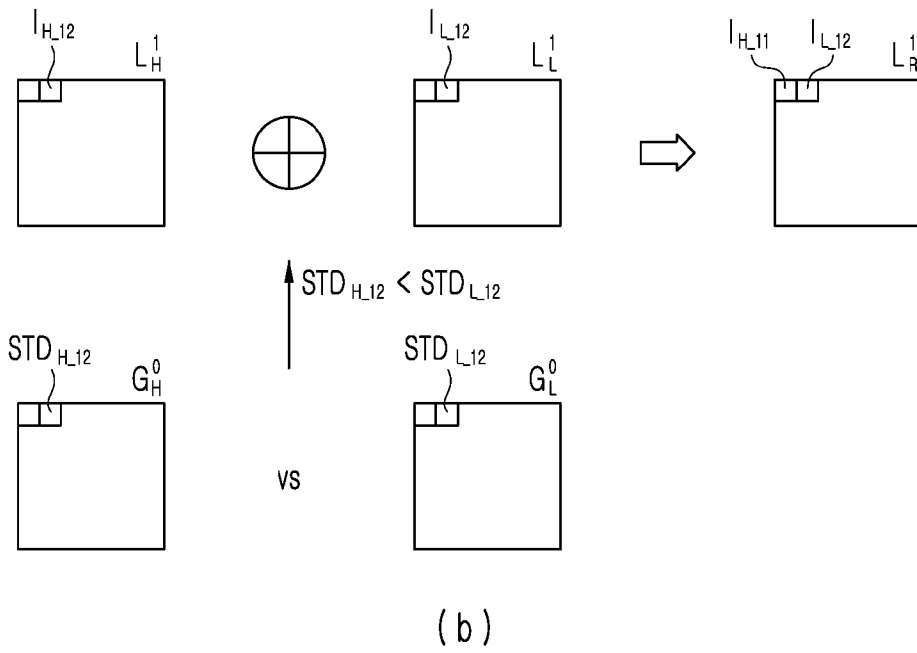 I_H_12 I_L_12 I_H_11 I_L_12
L_H^1 L_L^1 L_R^1
STD_H_12 < STD_L_12
STD_H_12 STD_L_12
G_H^0 G_L^0
vs
(b)